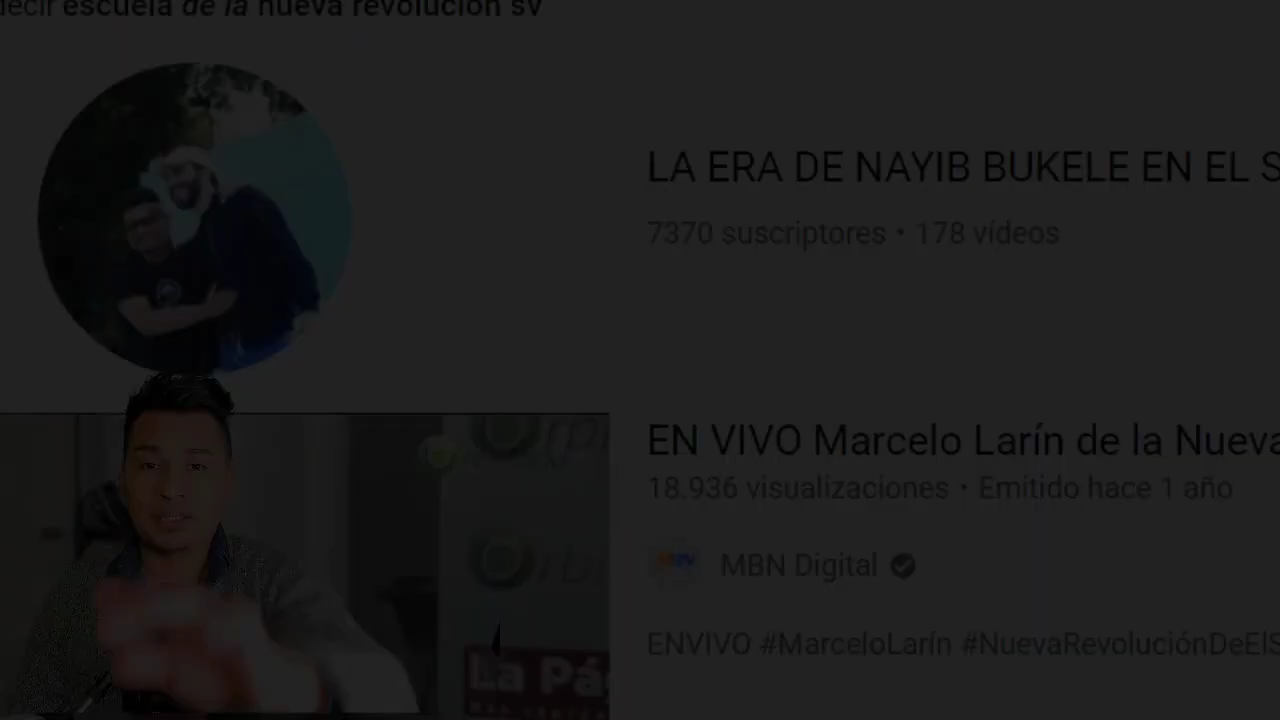 decir escuela de la nueva revolucion sv
LA ERA DE NAYIB BUKELE EN EL S
7370 suscriptores • 178 vídeos
EN VIVO Marcelo Larín de la Nueva
18.936 visualizaciones • Emitido hace 1 año
MBN Digital
ENVIVO #MarceloLarín #NuevaRevoluciónDeElS
La Pá